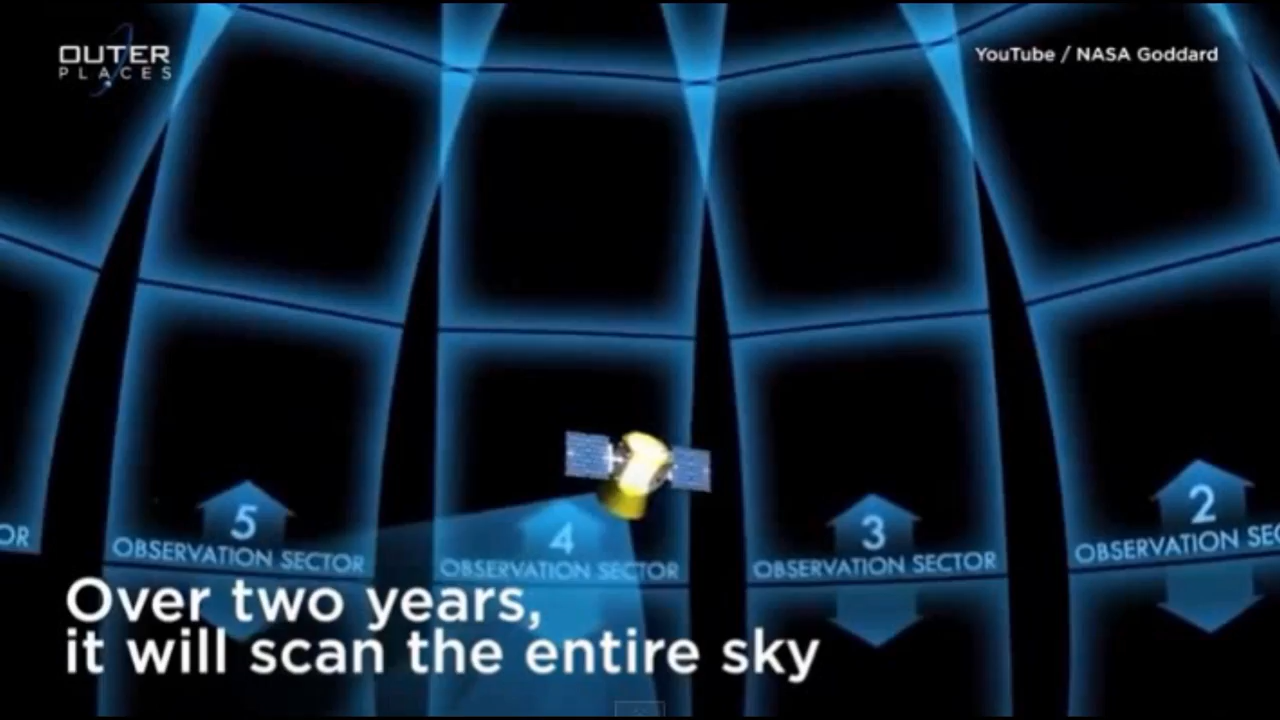 OUTER
PLACES
YouTube / NASA Goddard
5
OBSERVATION SECTOR
4
OBSERVATION SECTOR
3
OBSERVATION SECTOR
2
OBSERVATION SEC
OR
Over two years,
it will scan the entire sky